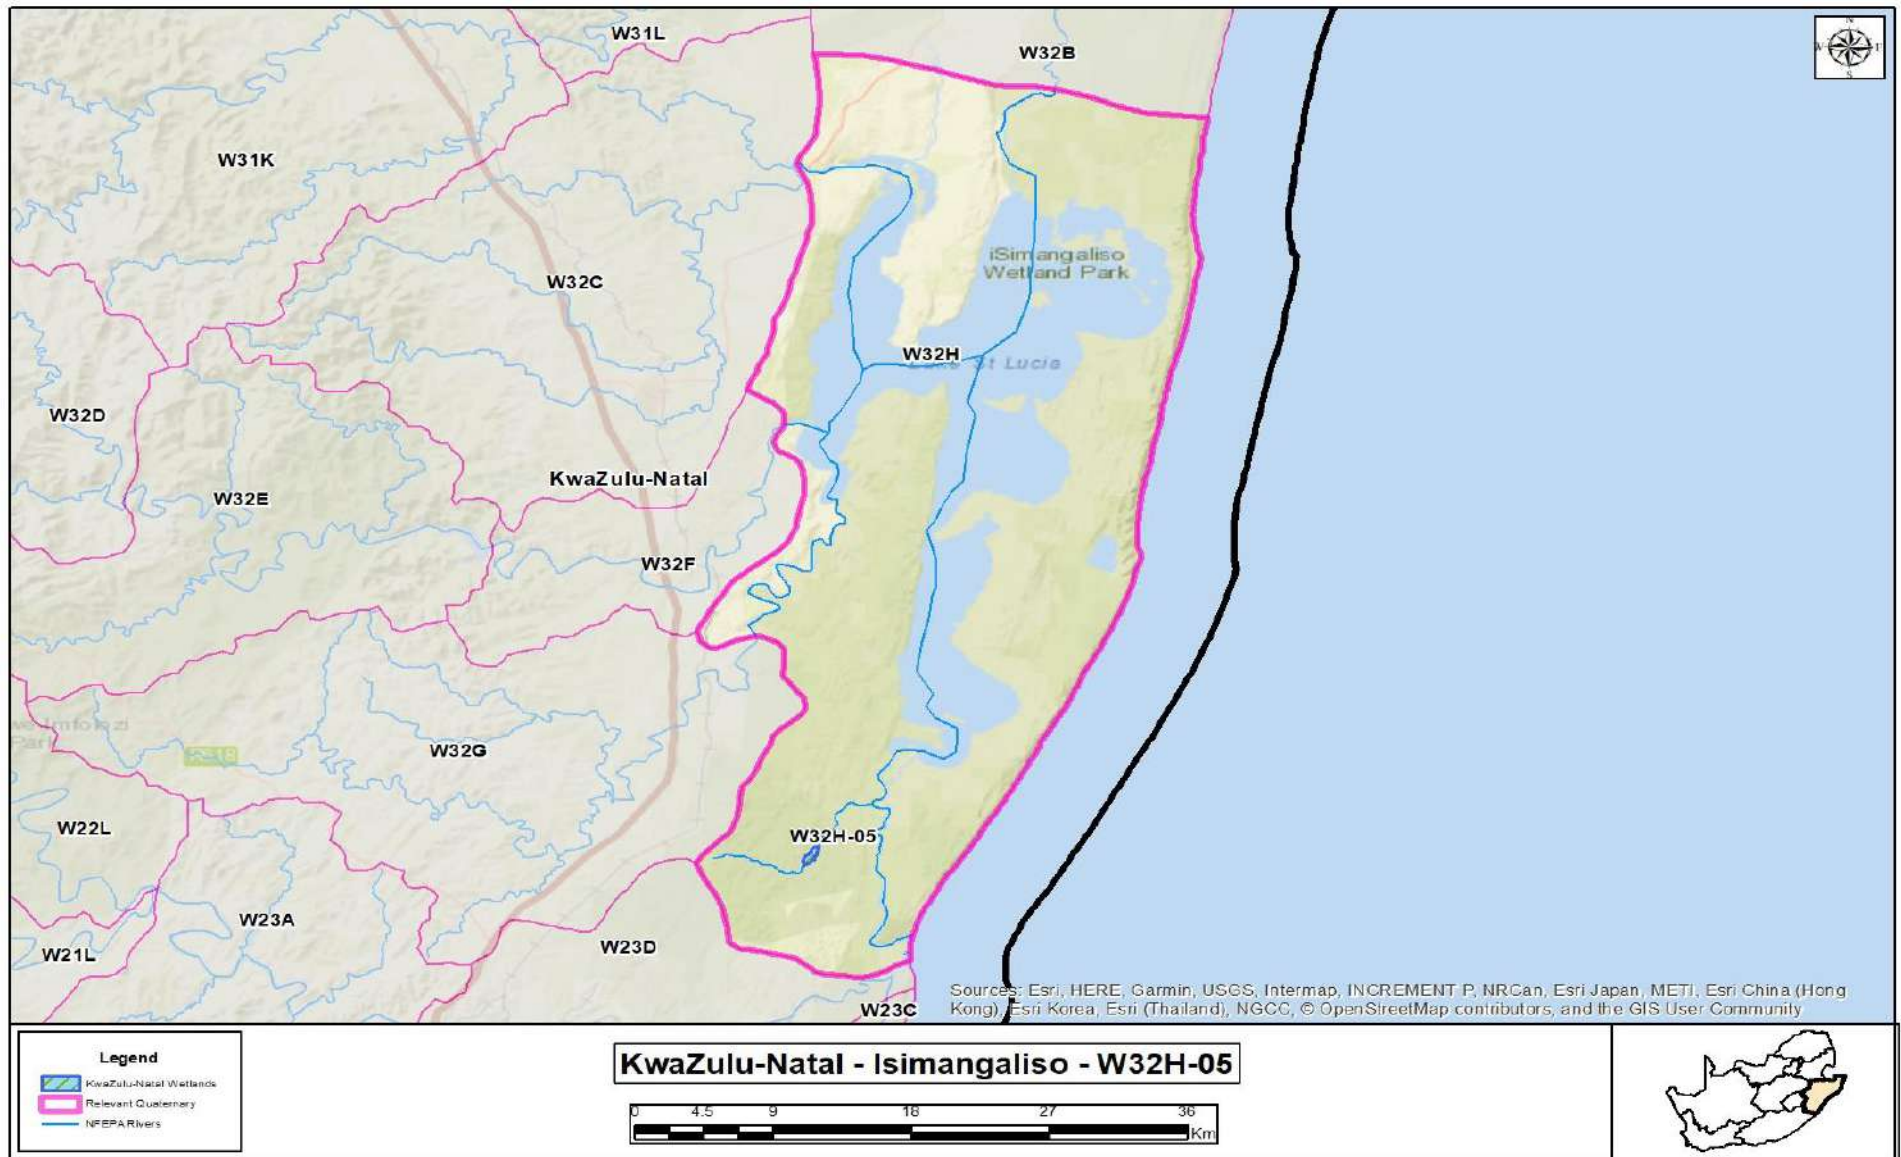 W31L
W32B
N
W
E
S
W31K
iSimangaliso
Wetland Park
W32C
W32H
St Lucia
W32D
KwaZulu-Natal
W32E
W32F
Park
W32G
W32H-05
W22L
W23A
W23D
W21L
W23C
Sources: Esri, HERE, Garmin, USGS, Intermap, INCREMENT P, NRCan, Esri Japan, METI, Esri China (Hong
Kong), Esri Korea, Esri (Thailand), NGCC, © OpenStreetMap contributors, and the GIS User Community
Legend
KwaZulu-Natal Wetlands
Relevant Quaternary
NFEPA Rivers
KwaZulu-Natal - Isimangaliso - W32H-05
0 4.5 9 18 27 36
Km